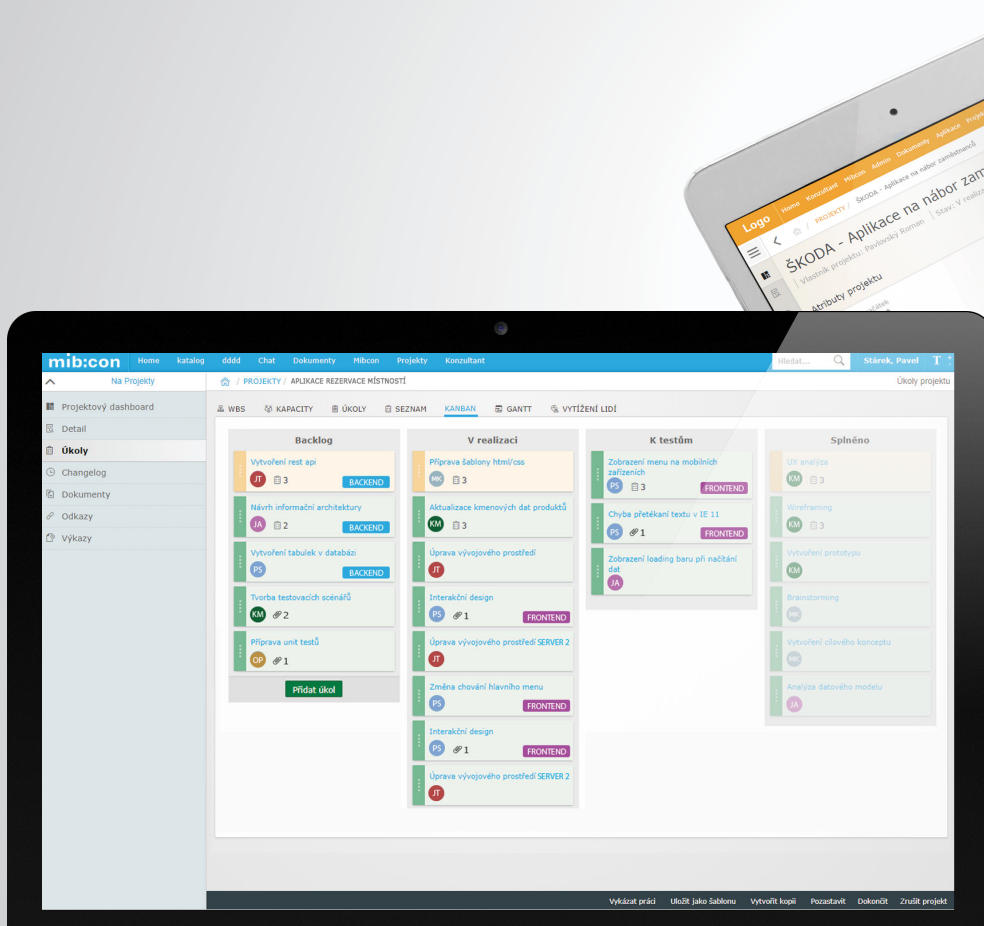 Logo Home Konzultant Mibcon Admin Dokumenty Aplikace
/ PROJEKTY / ŠKODA - Aplikace na nábor zaměstnanců
ŠKODA - Aplikace na nábor
Vlastník projektu: Pavlovský Roman | Stav: V
Atributy projektu
mib:con Home katalog dddd Chat Dokumenty Mibcon Projekty Konzultant Hledat... Stárek, Pavel T
Na Projekty / PROJEKTY / APLIKACE REZERVACE MÍSTNOSTÍ Úkoly projektu
Projektový dashboard
Detail
Úkoly
Changelog
Dokumenty
Odkazy
Výkazy
WBS KAPACITY ÚKOLY SEZNAM KANBAN GANTT VYTÍŽENÍ LIDÍ
Backlog
Vytvoření rest api
JT 3 BACKEND
Návrh informační architektury
JA 2 BACKEND
Vytvoření tabulek v databázi
PS BACKEND
Tvorba testovacích scénářů
KM 2
Příprava unit testů
OP 1
Přidat úkol
V realizaci
Příprava šablony html/css
MK 3
Aktualizace kmenových dat produktů
KM 3
Úprava vývojového prostředí
JT
Interakční design
PS 1 FRONTEND
Úprava vývojového prostředí SERVER 2
JT
Změna chování hlavního menu
PS FRONTEND
Interakční design
PS 1 FRONTEND
Úprava vývojového prostředí SERVER 2
JT
K testům
Zobrazení menu na mobilních
zařízeních
PS 3 FRONTEND
Chyba přetékaní textu v IE 11
PS 1 FRONTEND
Zobrazení loading baru při načítání
dat
JA
Splněno
UX analýza
KM 3
Wireframing
KM 3
Vytvoření prototypu
KM
Brainstorming
MK
Vytvoření cílového konceptu
MK
Analýza datového modelu
JA
Vykázat práci Uložit jako šablonu Vytvořit kopii Pozastavit Dokončit Zrušit projekt